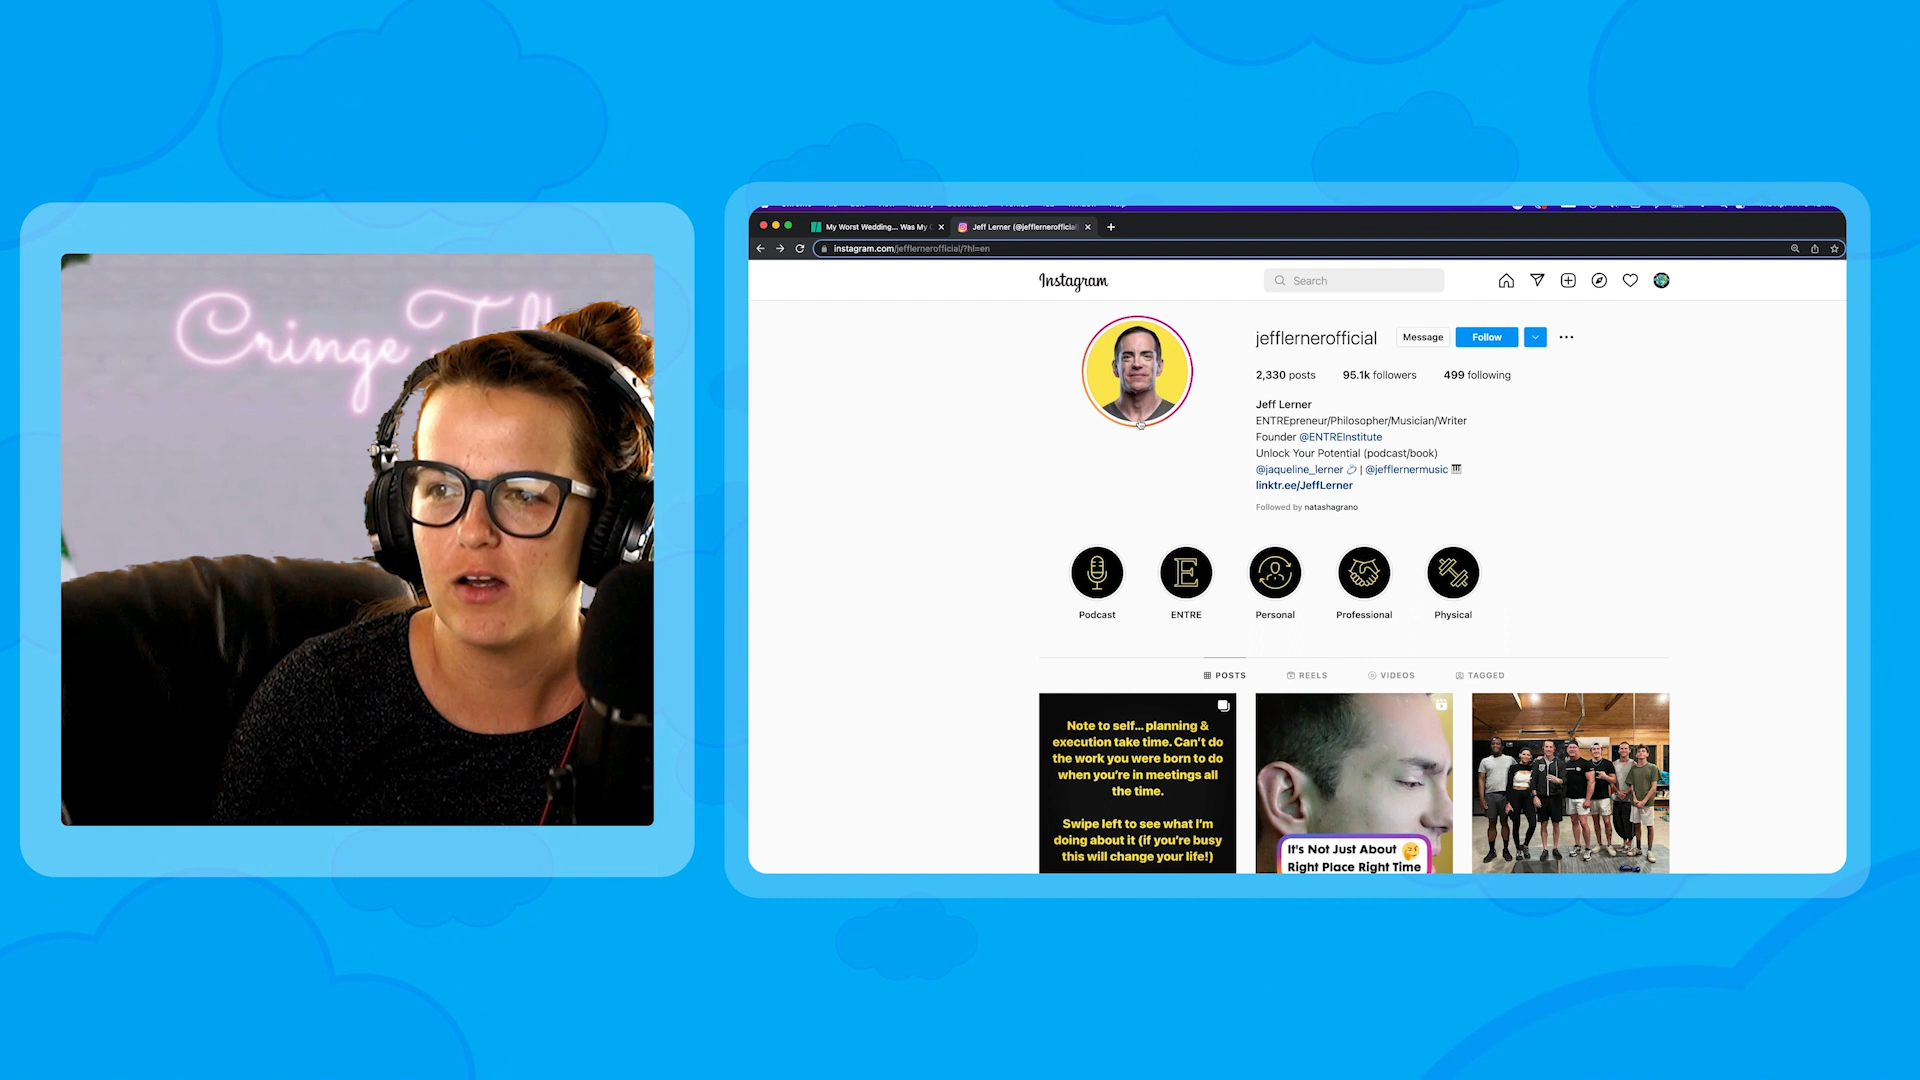 Cringe
My Worst Wedding... Was My
Jeff Lerner (@jefflernerofficial
instagram.com/jefflernerofficial/?hl=en
Instagram
Search
jefflernerofficial
Message
Follow
2,330 posts
95.1k followers
499 following
Jeff Lerner
ENTREpreneur/Philosopher/Musician/Writer
Founder @ENTREInstitute
Unlock Your Potential (podcast/book)
@jaqueline_lerner 💍 | @jefflernermusic 🎹
linktr.ee/JeffLerner
Followed by natashagrano
E
Podcast
ENTRE
Personal
Professional
Physical
POSTS
REELS
VIDEOS
TAGGED
Note to self... planning &
execution take time. Can't do
the work you were born to do
when you're in meetings all
the time.
Swipe left to see what I'm
doing about it (if you're busy
this will change your life!)
It's Not Just About 🤔
Right Place Right Time